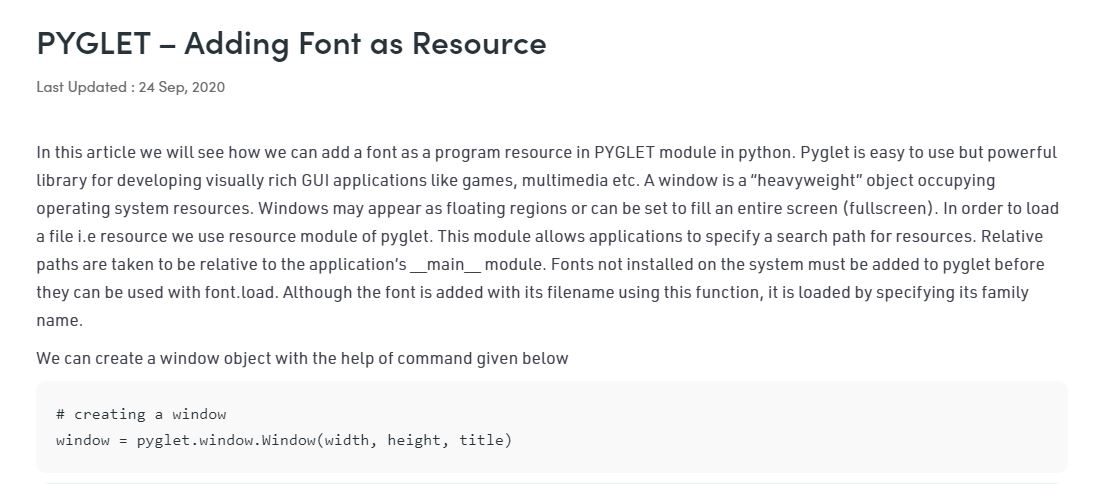 PYGLET – Adding Font as Resource
Last Updated : 24 Sep, 2020
In this article we will see how we can add a font as a program resource in PYGLET module in python. Pyglet is easy to use but powerful
library for developing visually rich GUI applications like games, multimedia etc. A window is a “heavyweight” object occupying
operating system resources. Windows may appear as floating regions or can be set to fill an entire screen (fullscreen). In order to load
a file i.e resource we use resource module of pyglet. This module allows applications to specify a search path for resources. Relative
paths are taken to be relative to the application’s __main__ module. Fonts not installed on the system must be added to pyglet before
they can be used with font.load. Although the font is added with its filename using this function, it is loaded by specifying its family
name.
We can create a window object with the help of command given below
# creating a window
window = pyglet.window.Window(width, height, title)